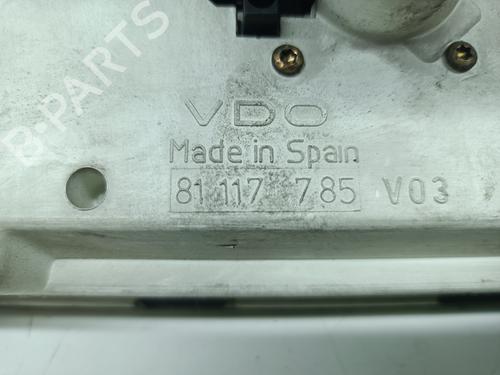 B-PARTS
VDO
Made in Spain
81 117 785 V03